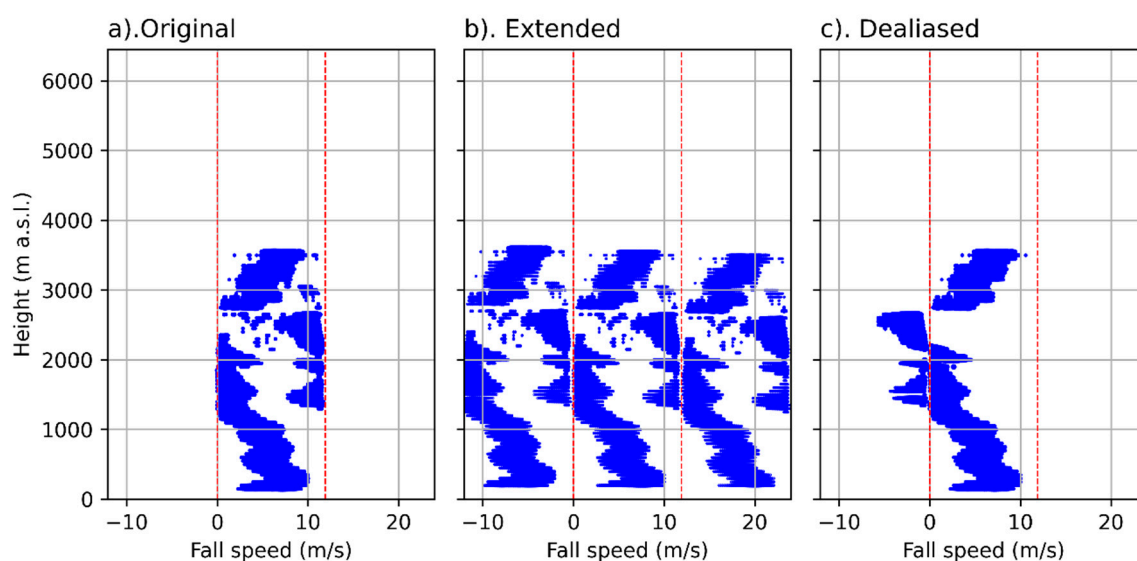 a).Original
b). Extended
c). Dealiased
Height (m a.s.l.)
6000
5000
4000
3000
2000
1000
0
−10 0 10 20
−10 0 10 20
−10 0 10 20
Fall speed (m/s)
Fall speed (m/s)
Fall speed (m/s)